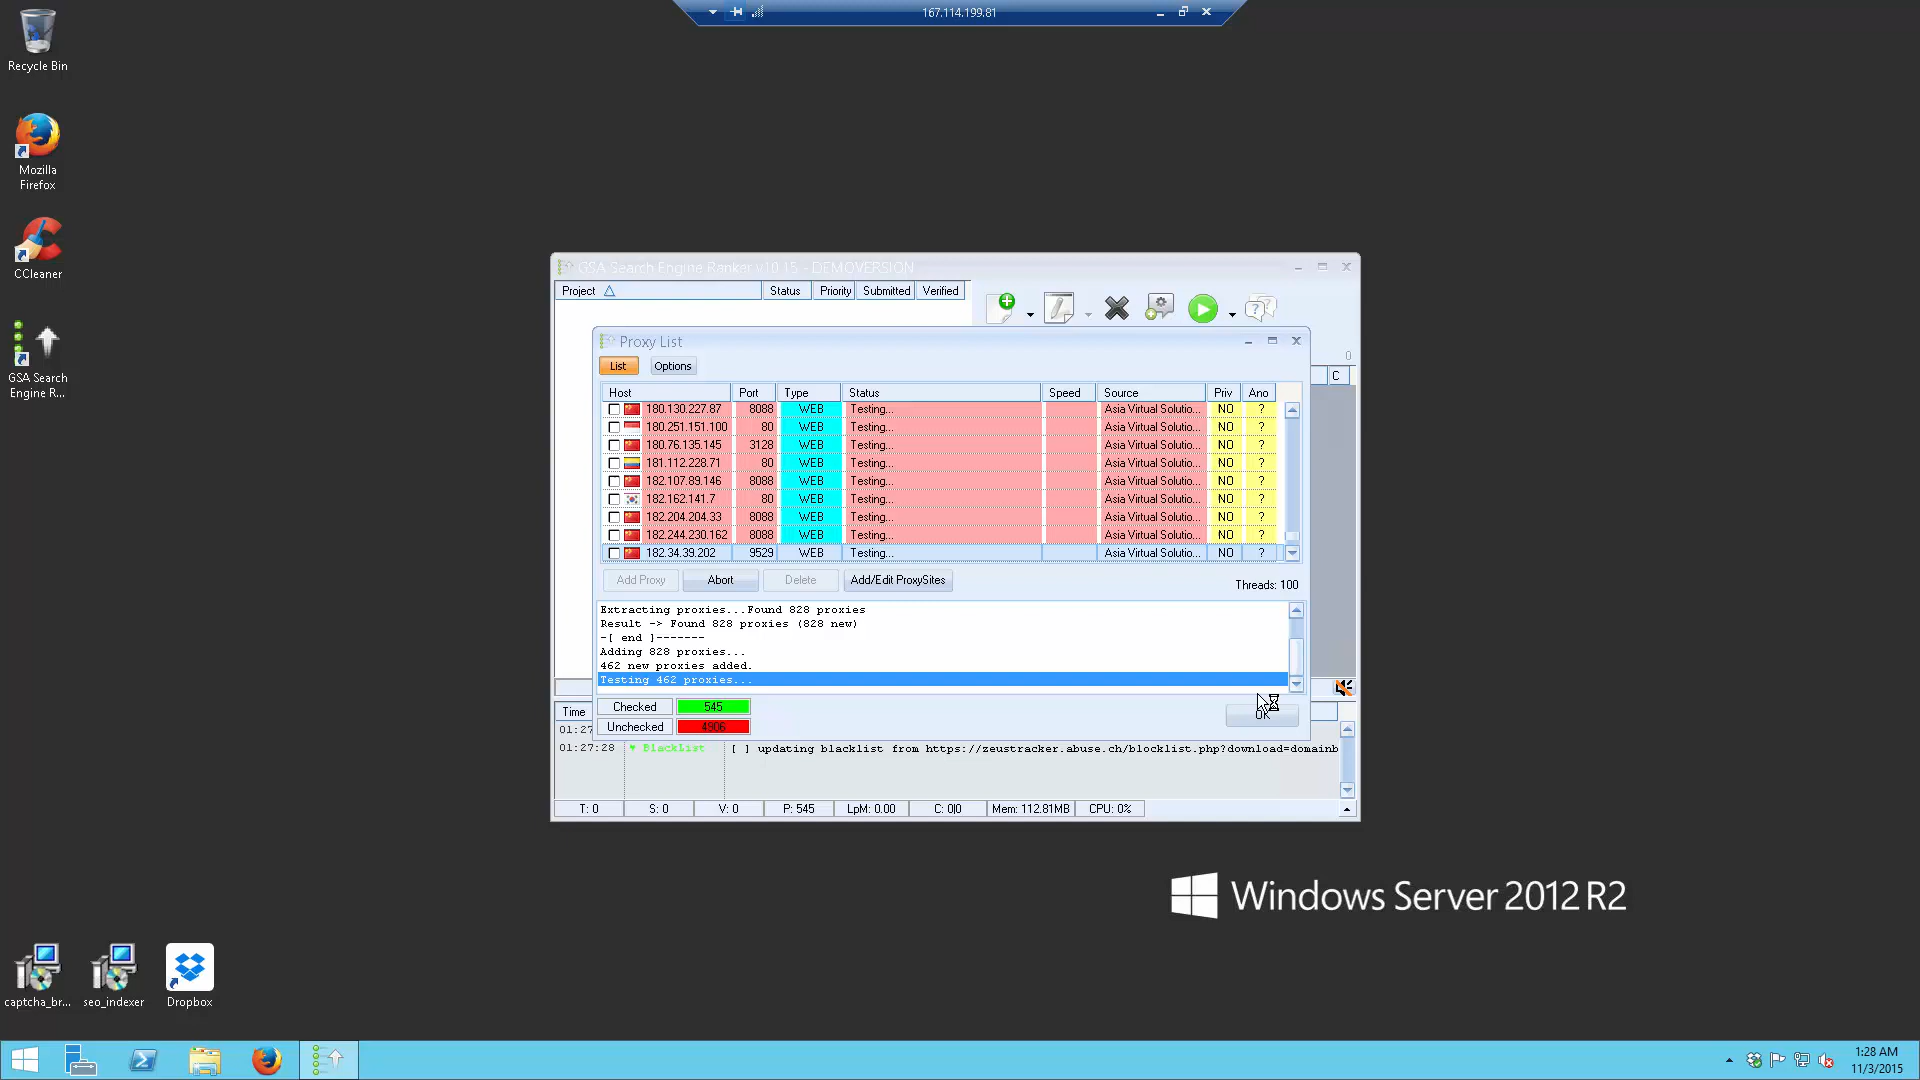 167.114.199.81
Recycle Bin
Mozilla
Firefox
CCleaner
GSA Search
Engine R...
GSA Search Engine Ranker v10.15 - DEMOVERSION
Project Status Priority Submitted Verified
Proxy List
0
List Options
C
Host Port Type Status Speed Source Priv Ano
180.130.227.87 8088 WEB Testing... Asia Virtual Solutio... NO ?
180.251.151.100 80 WEB Testing... Asia Virtual Solutio... NO ?
180.76.135.145 3128 WEB Testing... Asia Virtual Solutio... NO ?
181.112.228.71 80 WEB Testing... Asia Virtual Solutio... NO ?
182.107.89.146 8088 WEB Testing... Asia Virtual Solutio... NO ?
182.162.141.7 80 WEB Testing... Asia Virtual Solutio... NO ?
182.204.204.33 8088 WEB Testing... Asia Virtual Solutio... NO ?
182.244.230.162 8088 WEB Testing... Asia Virtual Solutio... NO ?
182.34.39.202 9529 WEB Testing... Asia Virtual Solutio... NO ?
Add Proxy Abort Delete Add/Edit ProxySites Threads: 100
Extracting proxies...Found 828 proxies
Result -> Found 828 proxies (828 new)
-[ end ]-------
Adding 828 proxies...
462 new proxies added.
Testing 462 proxies...
Checked 545
OK
Unchecked 4906
Time
01:27
01:27:28 ♥ BlackList [ ] updating blacklist from https://zeustracker.abuse.ch/blocklist.php?download=domainb
T: 0 S: 0 V: 0 P: 545 LpM: 0.00 C: 0|0 Mem: 112.81MB CPU: 0%
Windows Server 2012 R2
captcha_br... seo_indexer Dropbox
1:28 AM
11/3/2015